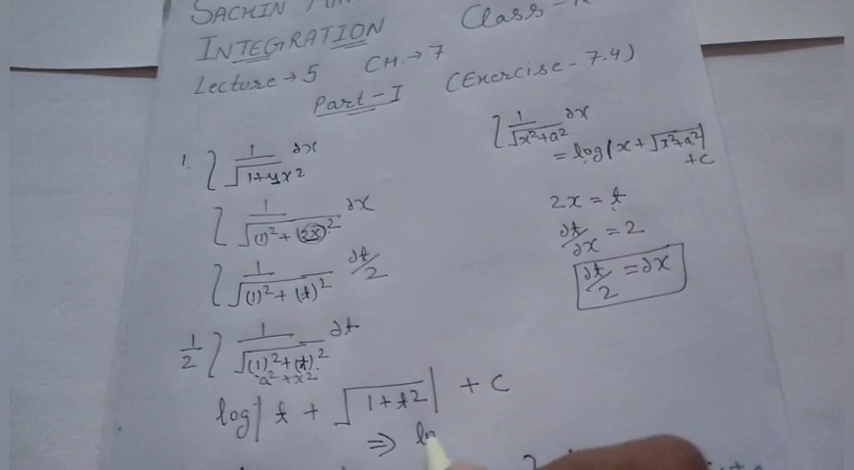 SACHIN
Class -
INTEGRATION
Lecture → 5 CH. → 7
Part - I (Exercise - 7.4)
1. ∫ 1/√(1+4x²) dx
∫ 1/√((1)² + (2x)²) dx
∫ 1/√((1)² + (t)²) dt/2
1/2 ∫ 1/√((1)² + (t)²) dt
a² + x²
log| t + √(1+t²) | + c
⇒ lo
∫ 1/√(x²+a²) dx
= log|x + √(x²+a²)|
+c
2x = t
dt/dx = 2
dt/2 = dx